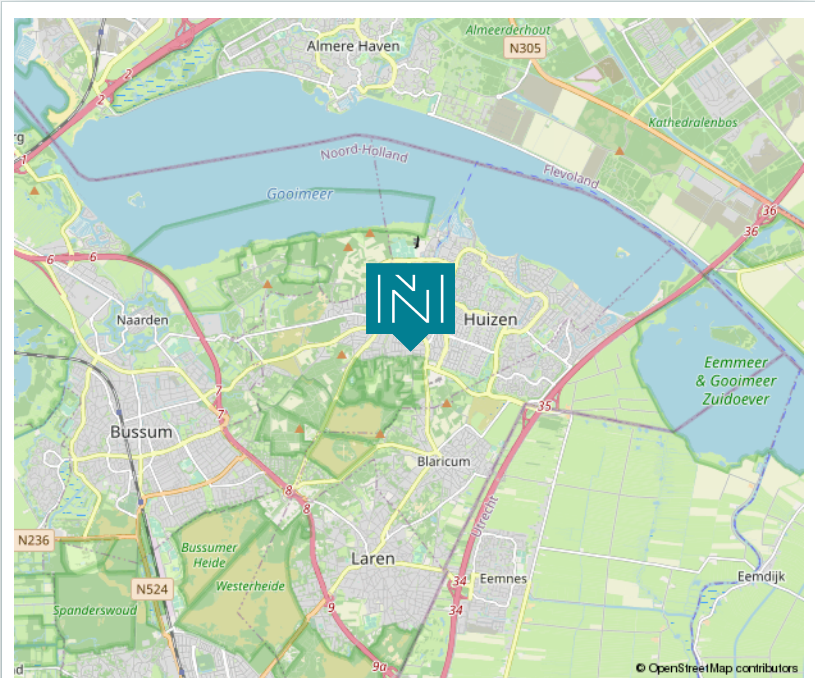 Almere Haven
Almeerderhout
N305
2
2
Kathedralenbos
rg
1
Noord-Holland
Flevoland
Gooimeer
36
36
6
6
N
Naarden
Huizen
Eemmeer
& Gooimeer
Zuidoever
7
7
35
Bussum
Blaricum
8
8
Utrecht
N236
Bussumer
Heide
Laren
Westerheide
N524
34
Eemnes
Eemdijk
Spanderswoud
9
34
9a
d
© OpenStreetMap contributors